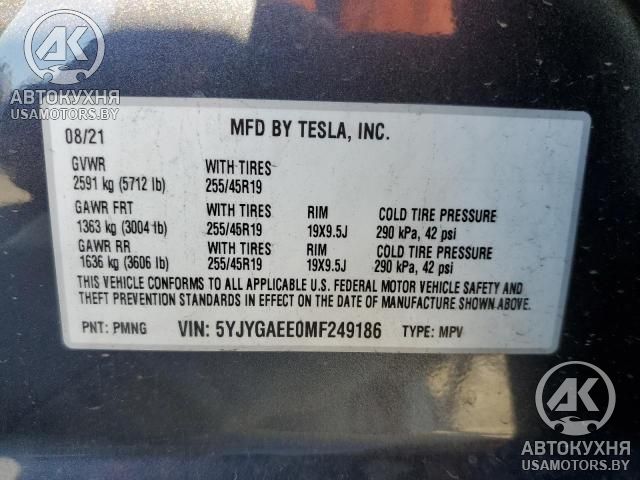 АК
АВТОКУХНЯ
USAMOTORS.BY
08/21 MFD BY TESLA, INC.
GVWR WITH TIRES
2591 kg (5712 lb) 255/45R19
GAWR FRT WITH TIRES RIM COLD TIRE PRESSURE
1363 kg (3004 lb) 255/45R19 19X9.5J 290 kPa, 42 psi
GAWR RR WITH TIRES RIM COLD TIRE PRESSURE
1636 kg (3606 lb) 255/45R19 19X9.5J 290 kPa, 42 psi
THIS VEHICLE CONFORMS TO ALL APPLICABLE U.S. FEDERAL MOTOR VEHICLE SAFETY AND
THEFT PREVENTION STANDARDS IN EFFECT ON THE DATE OF MANUFACTURE SHOWN ABOVE.
PNT: PMNG VIN: 5YJYGAEE0MF249186 TYPE: MPV
АК
АВТОКУХНЯ
USAMOTORS.BY